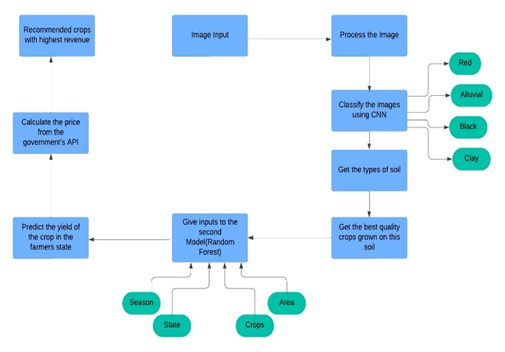 Recommended crops
with highest revenue
Image Input
Process the Image
Red
Alluvial
Black
Clay
Classify the images
using CNN
Calculate the price
from the
government's API
Get the types of soil
Predict the yield of
the crop in the
farmers state
Give inputs to the
second
Model(Random
Forest)
Get the best quality
crops grown on this
soil
Season
State
Crops
Area